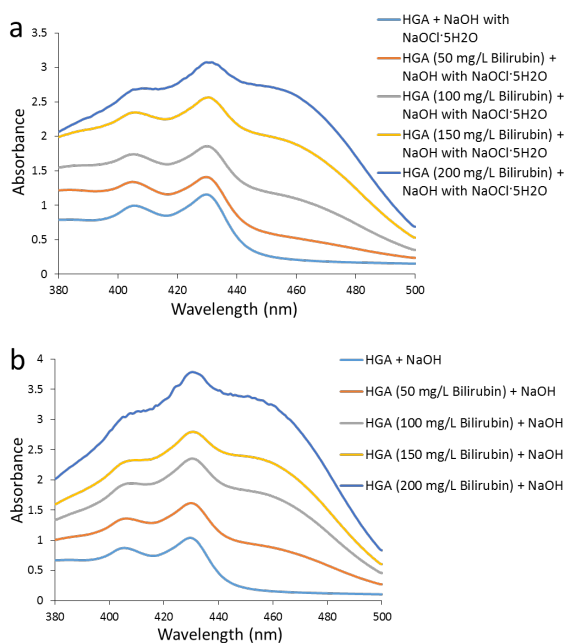 a
HGA + NaOH with
NaOCl·5H2O
HGA (50 mg/L Bilirubin) +
NaOH with NaOCl·5H2O
HGA (100 mg/L Bilirubin) +
NaOH with NaOCl·5H2O
HGA (150 mg/L Bilirubin) +
NaOH with NaOCl·5H2O
HGA (200 mg/L Bilirubin) +
NaOH with NaOCl·5H2O
Absorbance
3.5
3
2.5
2
1.5
1
0.5
0
380 400 420 440 460 480 500
Wavelength (nm)
b
HGA + NaOH
HGA (50 mg/L Bilirubin) + NaOH
HGA (100 mg/L Bilirubin) + NaOH
HGA (150 mg/L Bilirubin) + NaOH
HGA (200 mg/L Bilirubin) + NaOH
Absorbance
4
3.5
3
2.5
2
1.5
1
0.5
0
380 400 420 440 460 480 500
Wavelength (nm)